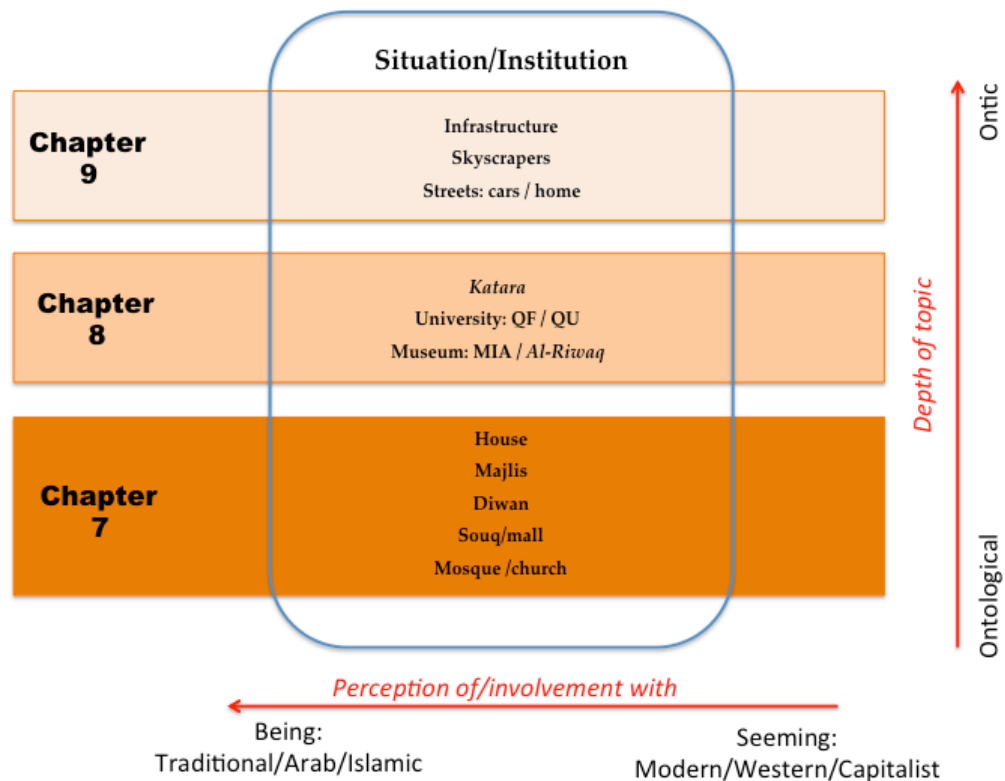 Situation/Institution
Chapter
9
Infrastructure
Skyscrapers
Streets: cars / home
Chapter
8
Katara
University: QF / QU
Museum: MIA / Al-Riwaq
Chapter
7
House
Majlis
Diwan
Souq/mall
Mosque /church
Ontic
Depth of topic
Ontological
Perception of/involvement with
Being:
Traditional/Arab/Islamic
Seeming:
Modern/Western/Capitalist